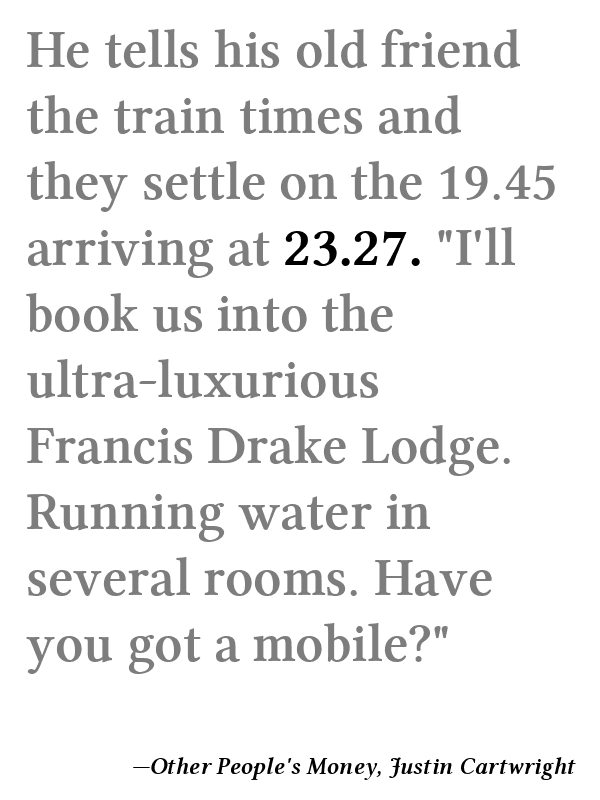 He tells his old friend
the train times and
they settle on the 19.45
arriving at 23.27. "I'll
book us into the
ultra-luxurious
Francis Drake Lodge.
Running water in
several rooms. Have
you got a mobile?"
—Other People's Money, Justin Cartwright